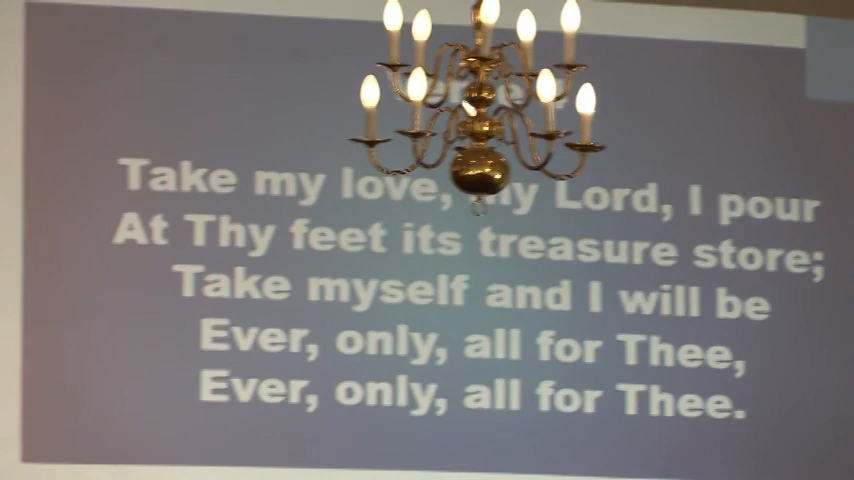 Take my love, my Lord, I pour
At Thy feet its treasure store;
Take myself and I will be
Ever, only, all for Thee,
Ever, only, all for Thee.